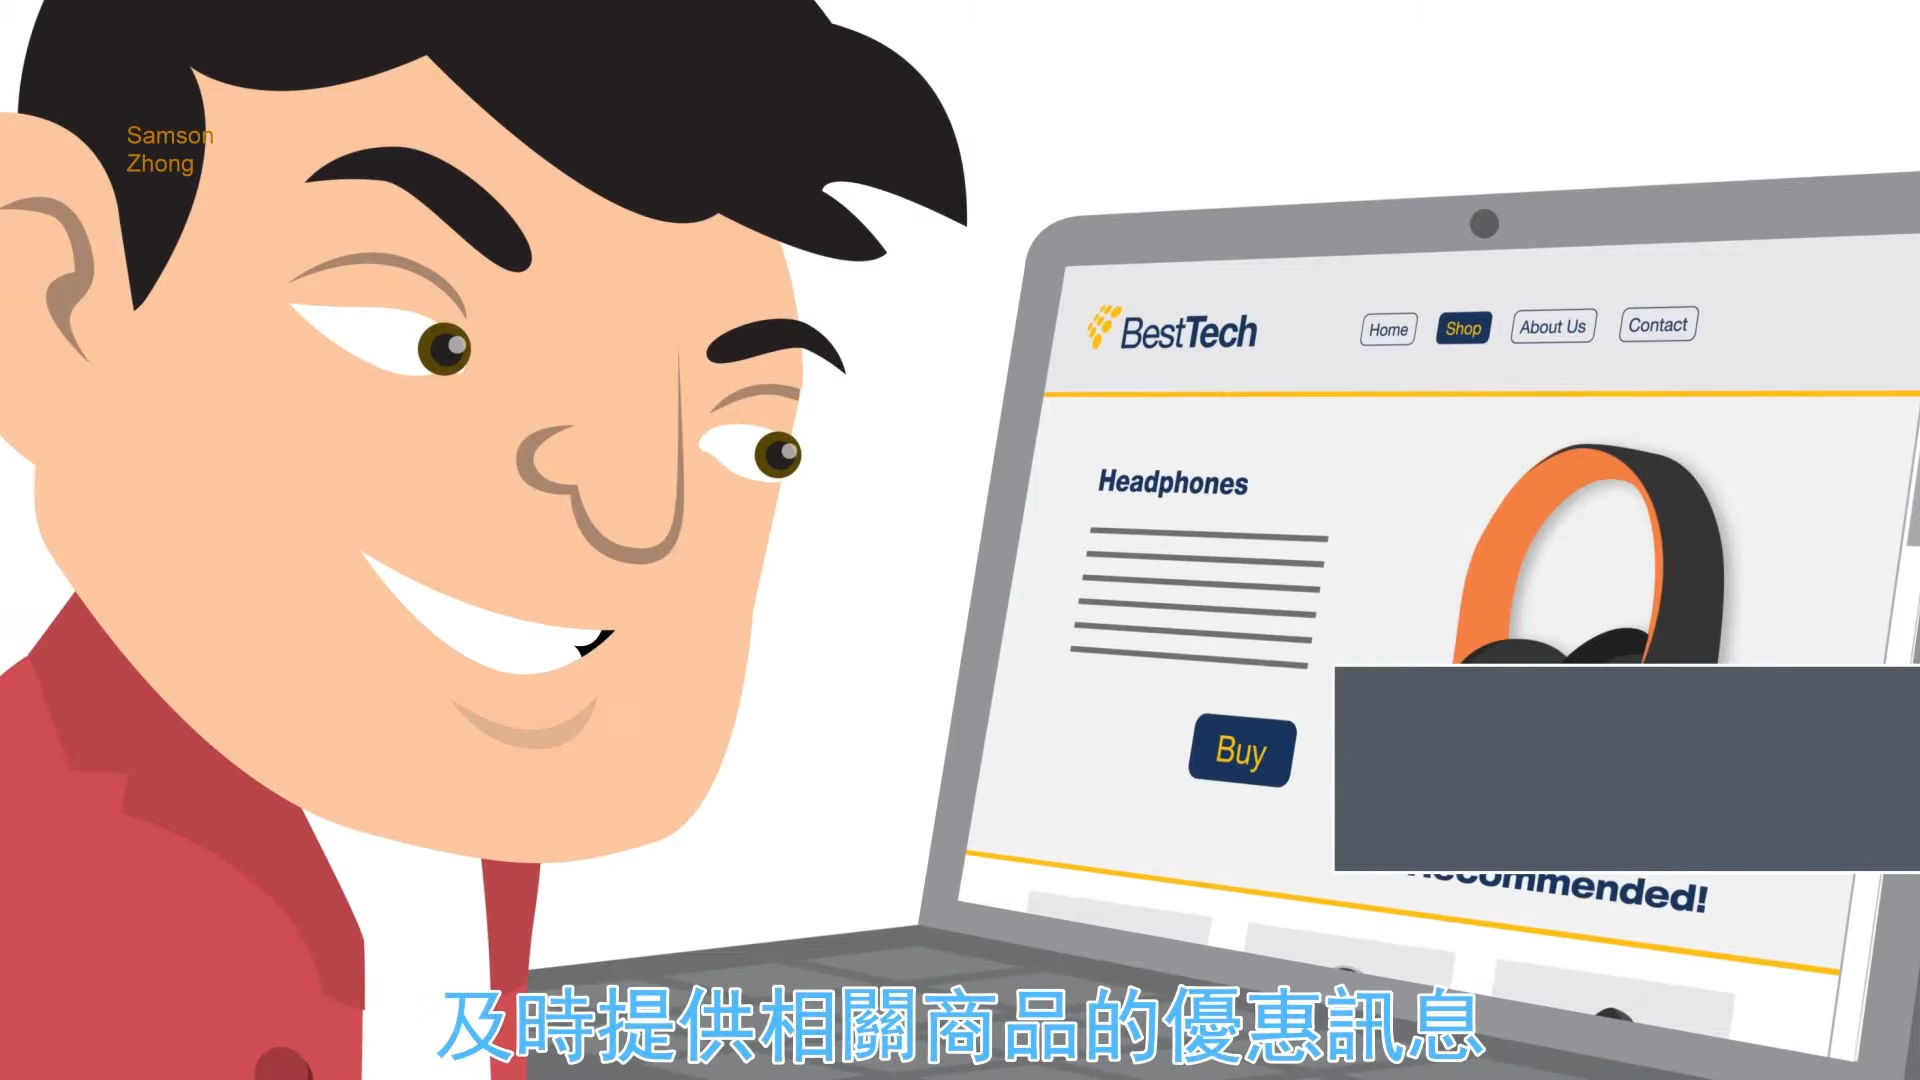 Samson
Zhong
BestTech
Home
Shop
About Us
Contact
Headphones
Buy
Recommended!
及時提供相關商品的優惠訊息